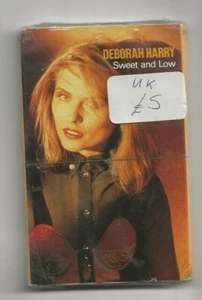 DEBORAH HARRY
Sweet and Low
UK
£5